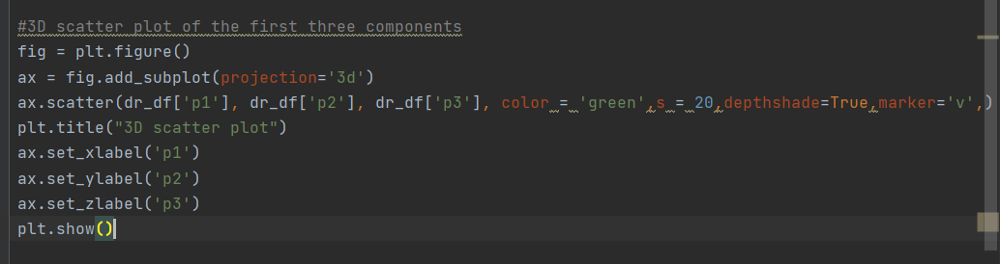 #3D scatter plot of the first three components
fig = plt.figure()
ax = fig.add_subplot(projection='3d')
ax.scatter(dr_df['p1'], dr_df['p2'], dr_df['p3'], color = 'green',s = 20,depthshade=True,marker='v',)
plt.title("3D scatter plot")
ax.set_xlabel('p1')
ax.set_ylabel('p2')
ax.set_zlabel('p3')
plt.show()